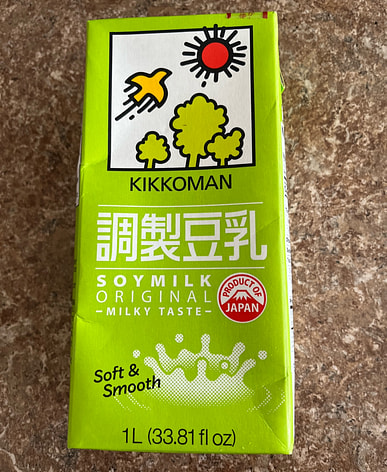 KIKKOMAN
調製豆乳
SOYMILK
ORIGINAL
–MILKY TASTE–
PRODUCT OF
JAPAN
Soft &
Smooth
1L (33.81 fl oz)